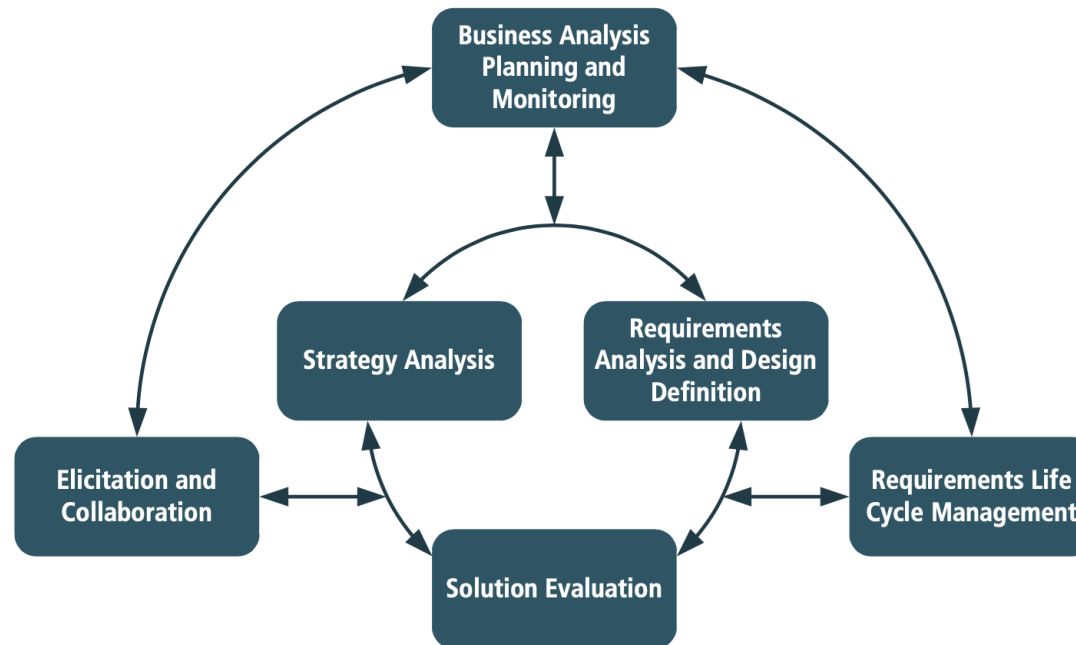 Business Analysis
Planning and
Monitoring
Strategy Analysis
Requirements
Analysis and Design
Definition
Elicitation and
Collaboration
Requirements Life
Cycle Management
Solution Evaluation